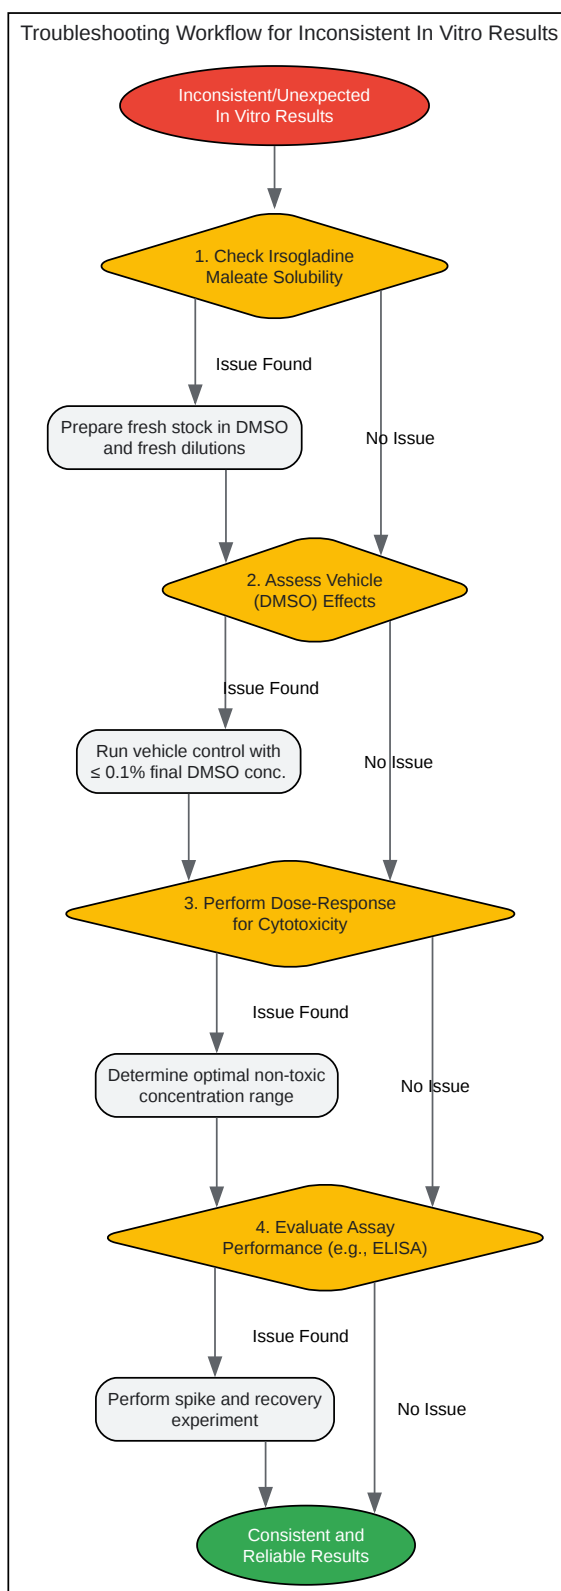 Troubleshooting Workflow for Inconsistent In Vitro Results
Inconsistent/Unexpected
In Vitro Results
1. Check Irsogladine
Maleate Solubility
Issue Found
Prepare fresh stock in DMSO
and fresh dilutions
No Issue
2. Assess Vehicle
(DMSO) Effects
Issue Found
Run vehicle control with
≤ 0.1% final DMSO conc.
No Issue
3. Perform Dose-Response
for Cytotoxicity
Issue Found
Determine optimal non-toxic
concentration range
No Issue
4. Evaluate Assay
Performance (e.g., ELISA)
Issue Found
Perform spike and recovery
experiment
No Issue
Consistent and
Reliable Results